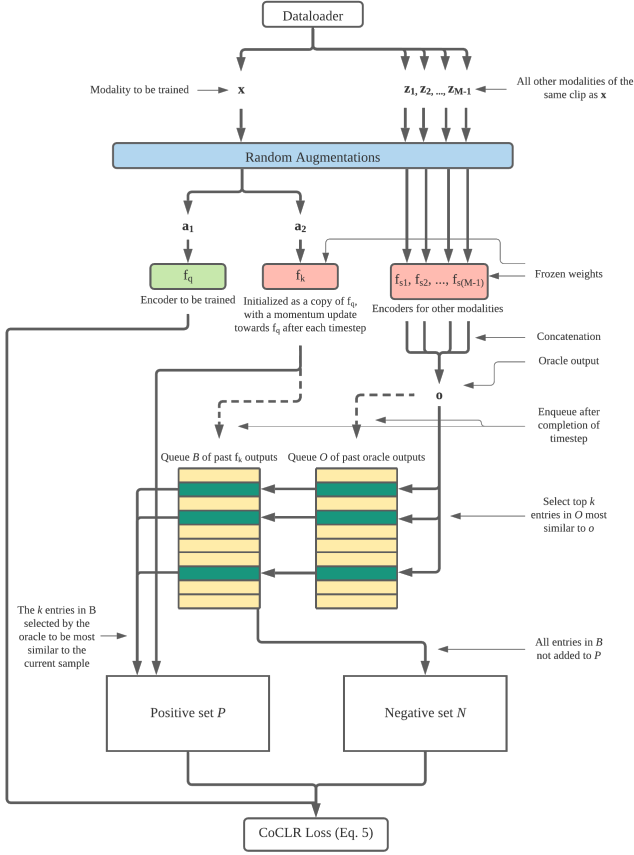 Dataloader
Modality to be trained
x
z1, z2, ..., zM-1
All other modalities of the
same clip as x
Random Augmentations
a1
a2
fq
fk
fs1, fs2, ..., fs(M-1)
Frozen weights
Encoder to be trained
Initialized as a copy of fq,
with a momentum update
towards fq after each timestep
Encoders for other modalities
Concatenation
Oracle output
o
Enqueue after
completion of
timestep
Queue B of past fk outputs
Queue O of past oracle outputs
Select top k
entries in O most
similar to o
The k entries in B
selected by the
oracle to be most
similar to the
current sample
All entries in B
not added to P
Positive set P
Negative set N
CoCLR Loss (Eq. 5)